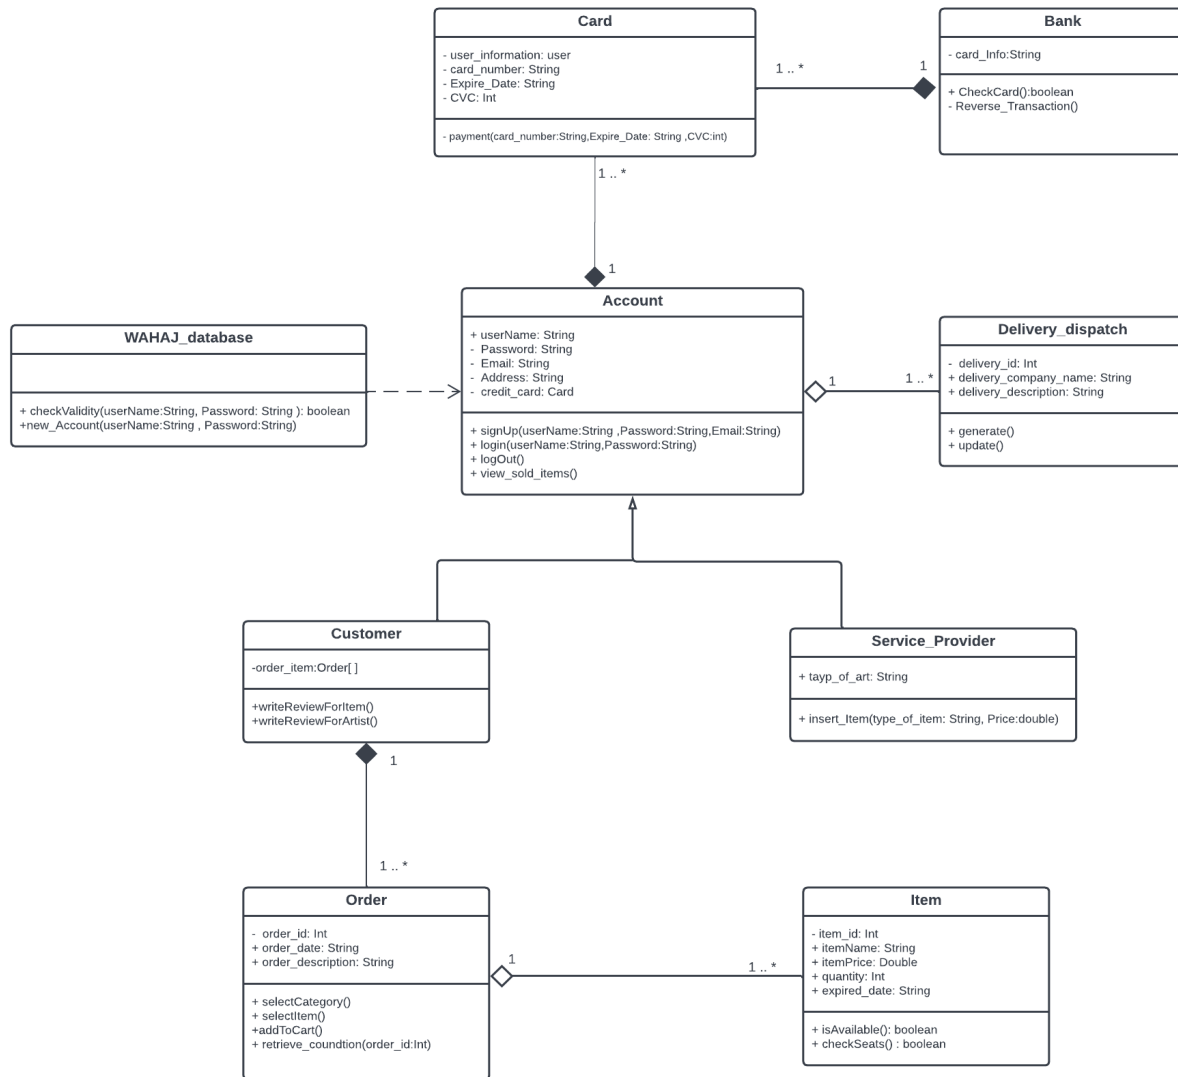 Card
- user_information: user
- card_number: String
- Expire_Date: String
- CVC: Int
- payment(card_number:String,Expire_Date: String ,CVC:int)
1 .. *
1
Bank
- card_Info:String
+ CheckCard():boolean
- Reverse_Transaction()
1 .. *
1
WAHAJ_database
+ checkValidity(userName:String, Password: String ): boolean
+new_Account(userName:String , Password:String)
Account
+ userName: String
- Password: String
- Email: String
- Address: String
- credit_card: Card
+ signUp(userName:String ,Password:String,Email:String)
+ login(userName:String,Password:String)
+ logOut()
+ view_sold_items()
1
1 .. *
Delivery_dispatch
- delivery_id: Int
+ delivery_company_name: String
+ delivery_description: String
+ generate()
+ update()
Customer
-order_item:Order[ ]
+writeReviewForItem()
+writeReviewForArtist()
Service_Provider
+ tayp_of_art: String
+ insert_Item(type_of_item: String, Price:double)
1
1 .. *
Order
- order_id: Int
+ order_date: String
+ order_description: String
+ selectCategory()
+ selectItem()
+addToCart()
+ retrieve_coundtion(order_id:Int)
1
1 .. *
Item
- item_id: Int
+ itemName: String
+ itemPrice: Double
+ quantity: Int
+ expired_date: String
+ isAvailable(): boolean
+ checkSeats() : boolean